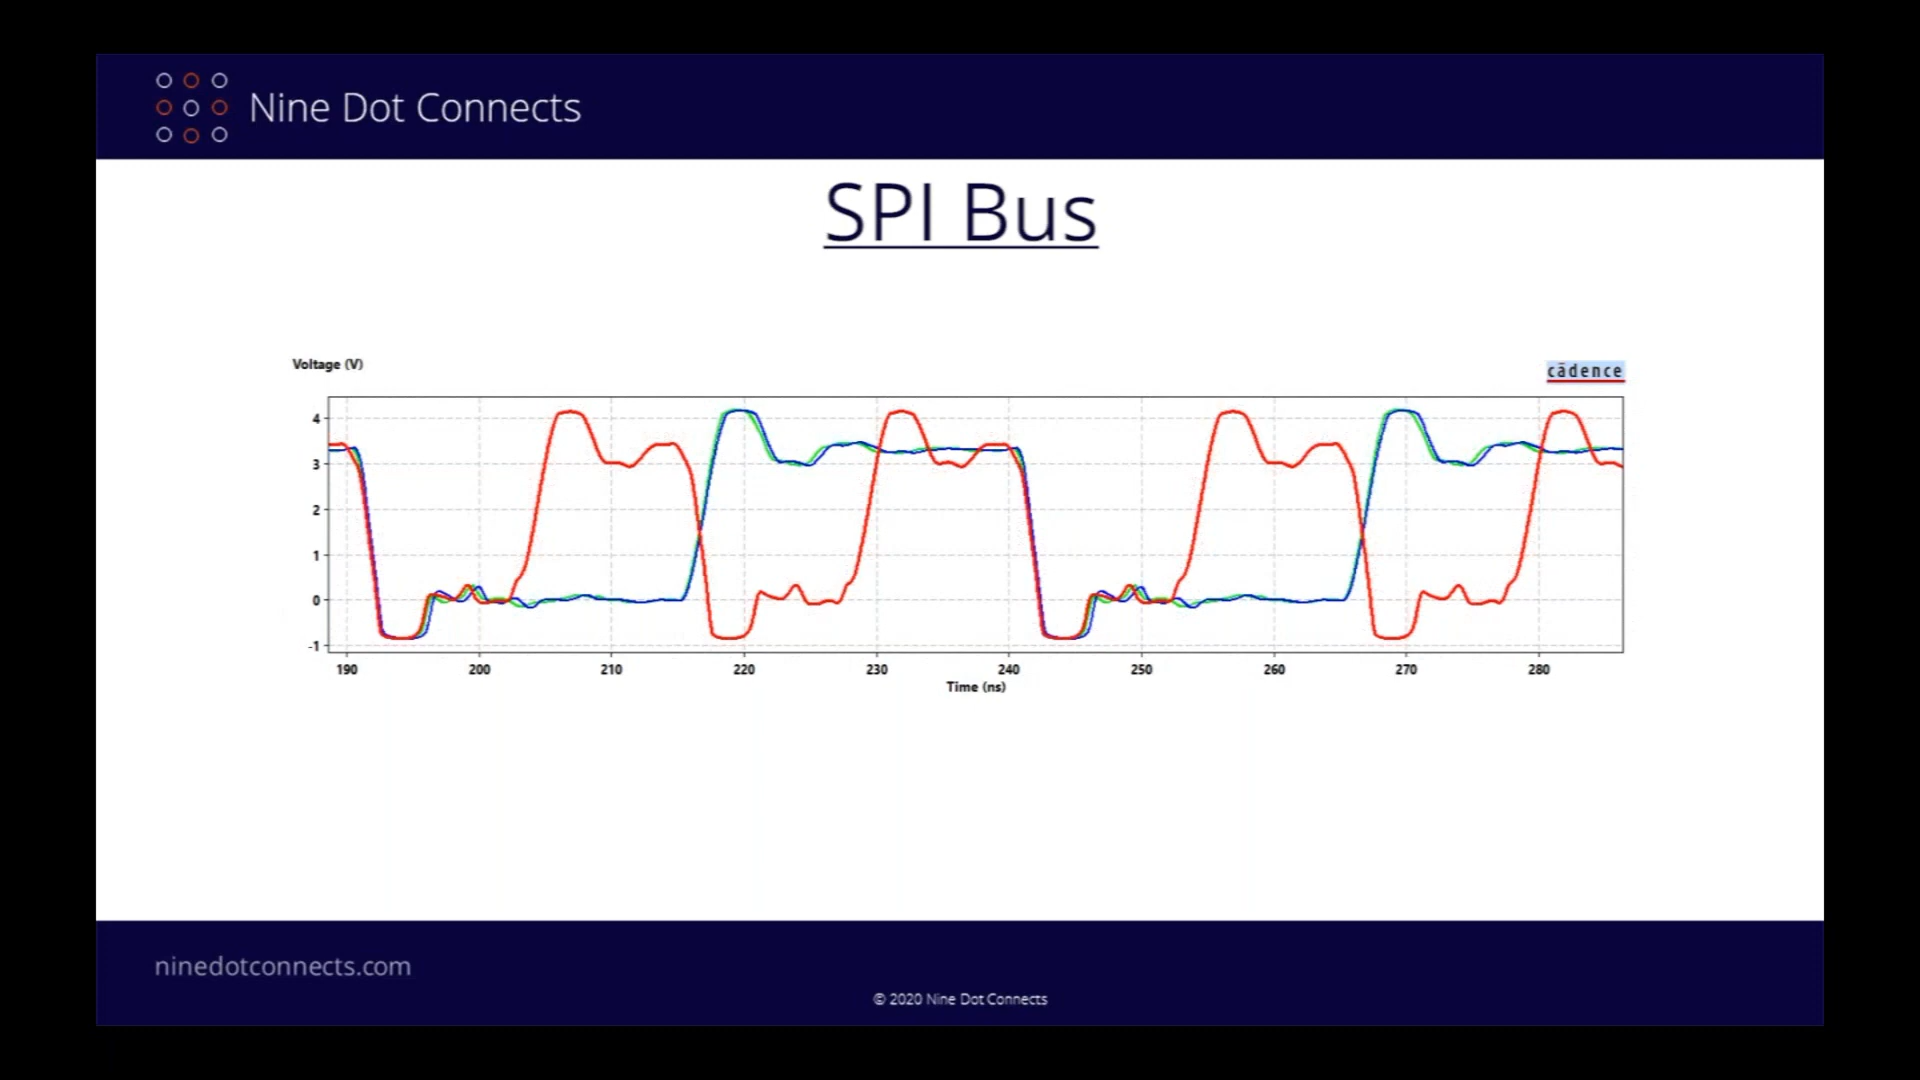 Nine Dot Connects
SPI Bus
Voltage (V)
cādence
4
3
2
1
0
-1
190 200 210 220 230 240 250 260 270 280
Time (ns)
ninedotconnects.com
© 2020 Nine Dot Connects